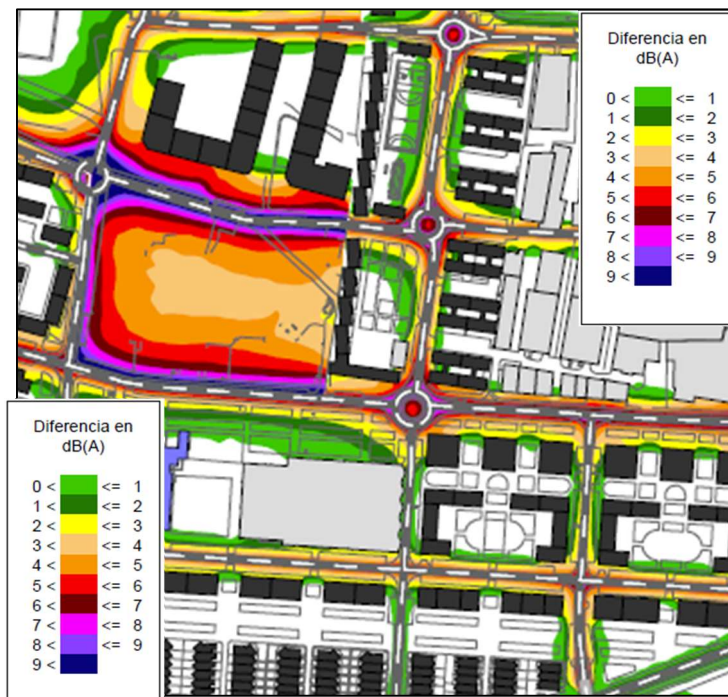 Diferencia en
dB(A)
0 < <= 1
1 < <= 2
2 < <= 3
3 < <= 4
4 < <= 5
5 < <= 6
6 < <= 7
7 < <= 8
8 < <= 9
9 <
Diferencia en
dB(A)
0 < <= 1
1 < <= 2
2 < <= 3
3 < <= 4
4 < <= 5
5 < <= 6
6 < <= 7
7 < <= 8
8 < <= 9
9 <